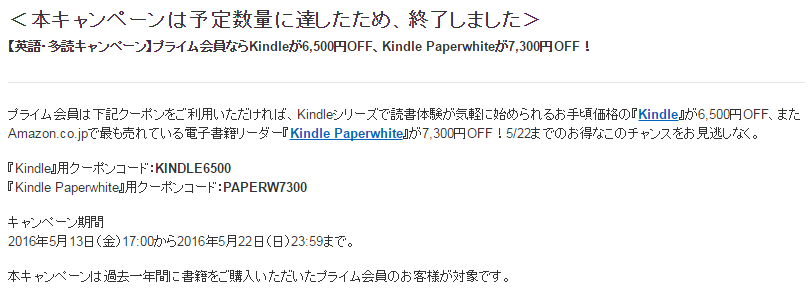 ＜本キャンペーンは予定数量に達したため、終了しました＞
【英語・多読キャンペーン】プライム会員ならKindleが6,500円OFF、Kindle Paperwhiteが7,300円OFF！
プライム会員は下記クーポンをご利用いただければ、Kindleシリーズで読書体験が気軽に始められるお手頃価格の『Kindle』が6,500円OFF、また
Amazon.co.jpで最も売れている電子書籍リーダー『Kindle Paperwhite』が7,300円OFF！5/22までのお得なこのチャンスをお見逃しなく。
『Kindle』用クーポンコード：KINDLE6500
『Kindle Paperwhite』用クーポンコード：PAPERW7300
キャンペーン期間
2016年5月13日（金）17:00から2016年5月22日（日）23:59まで。
本キャンペーンは過去一年間に書籍をご購入いただいたプライム会員のお客様が対象です。